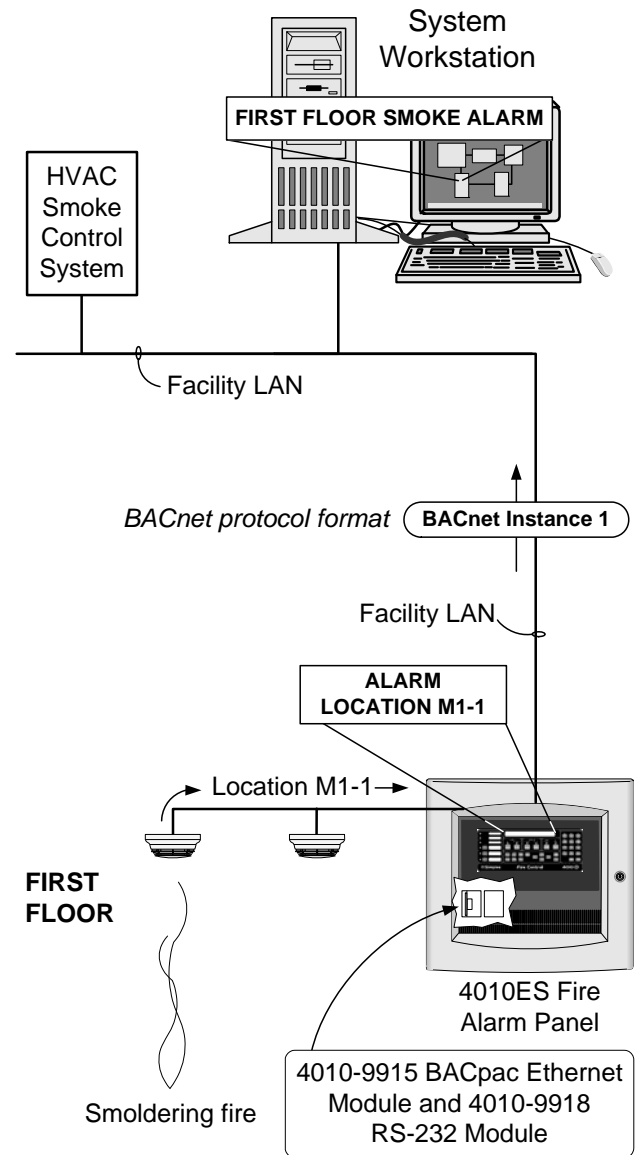 System
Workstation
FIRST FLOOR SMOKE ALARM
HVAC
Smoke
Control
System
Facility LAN
BACnet protocol format
BACnet Instance 1
Facility LAN
ALARM
LOCATION M1-1
Location M1-1
FIRST
FLOOR
Smoldering fire
4010ES Fire
Alarm Panel
4010-9915 BACpac Ethernet
Module and 4010-9918
RS-232 Module